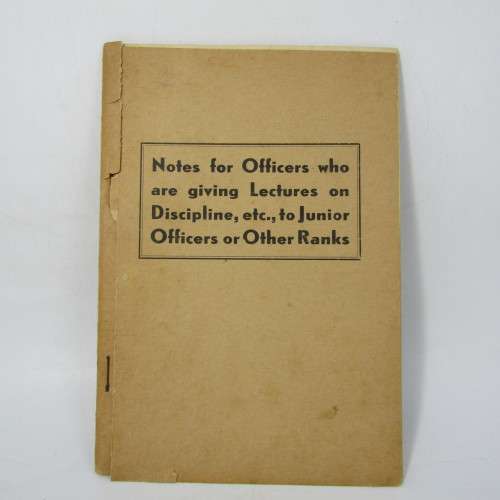 Notes for Officers who
are giving Lectures on
Discipline, etc., to Junior
Officers or Other Ranks